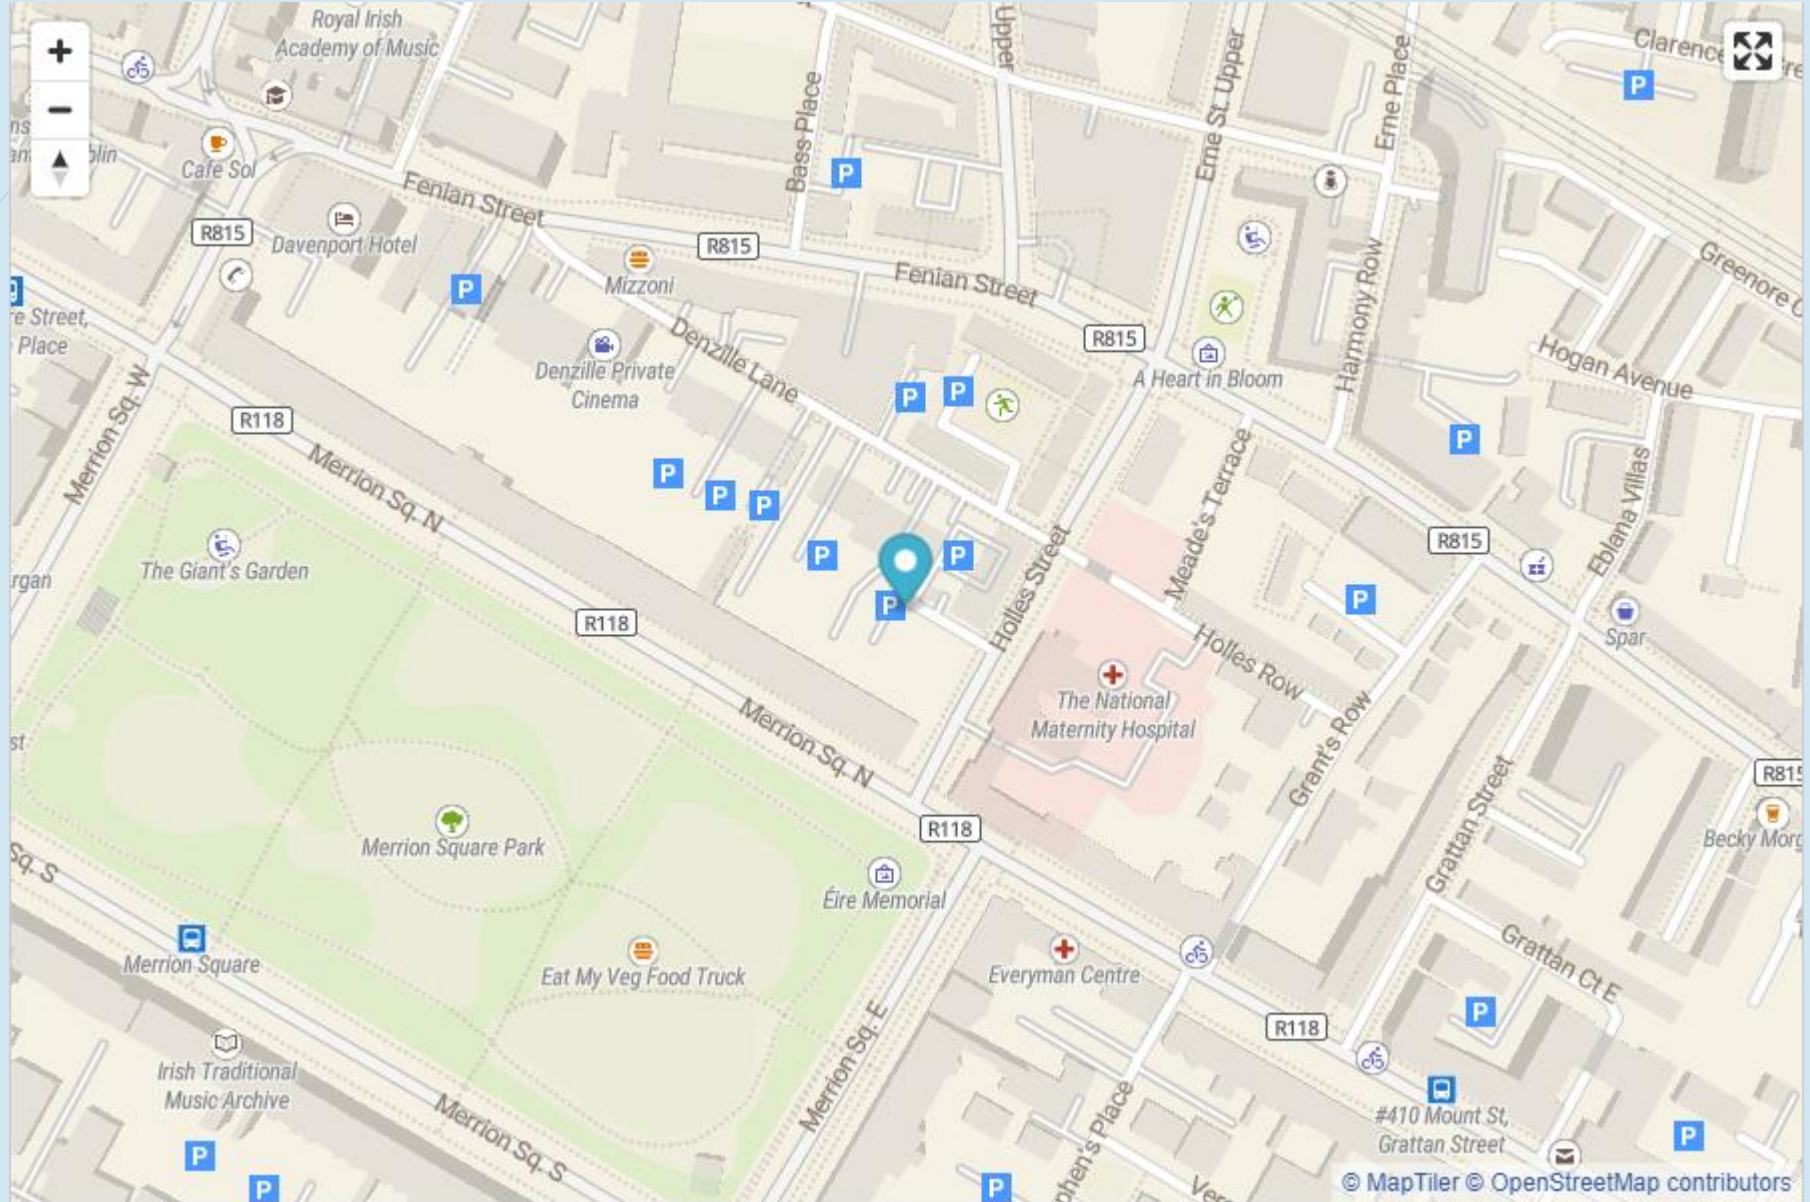 Royal Irish
Academy of Music
Upper
Erne St. Upper
Erne Place
Clarence
+
−
Bass Place
P
P
Cafe Sol
Fenian Street
R815
Davenport Hotel
R815
Mizzoni
Fenian Street
P
Harmony Row
Greenore
re Street,
Place
Denzille Private
Cinema
Denzille Lane
R815
A Heart in Bloom
Hogan Avenue
Merrion Sq. W
R118
P
P
P
Merrion Sq. N
P
P
P
Meade's Terrace
R815
Eblana Villas
The Giant's Garden
P
P
P
Holles Street
P
Spar
R118
Holles Row
The National
Maternity Hospital
Merrion Sq. N
Grant's Row
Grattan Street
R815
R118
Merrion Square Park
Becky Morg
Sq. S
Éire Memorial
Merrion Square
Eat My Veg Food Truck
Everyman Centre
Grattan Ct E
P
R118
Irish Traditional
Music Archive
Merrion Sq. E
Merrion Sq. S
#410 Mount St,
Grattan Street
P
P
P
P
phen's Place
Ver
© MapTiler © OpenStreetMap contributors